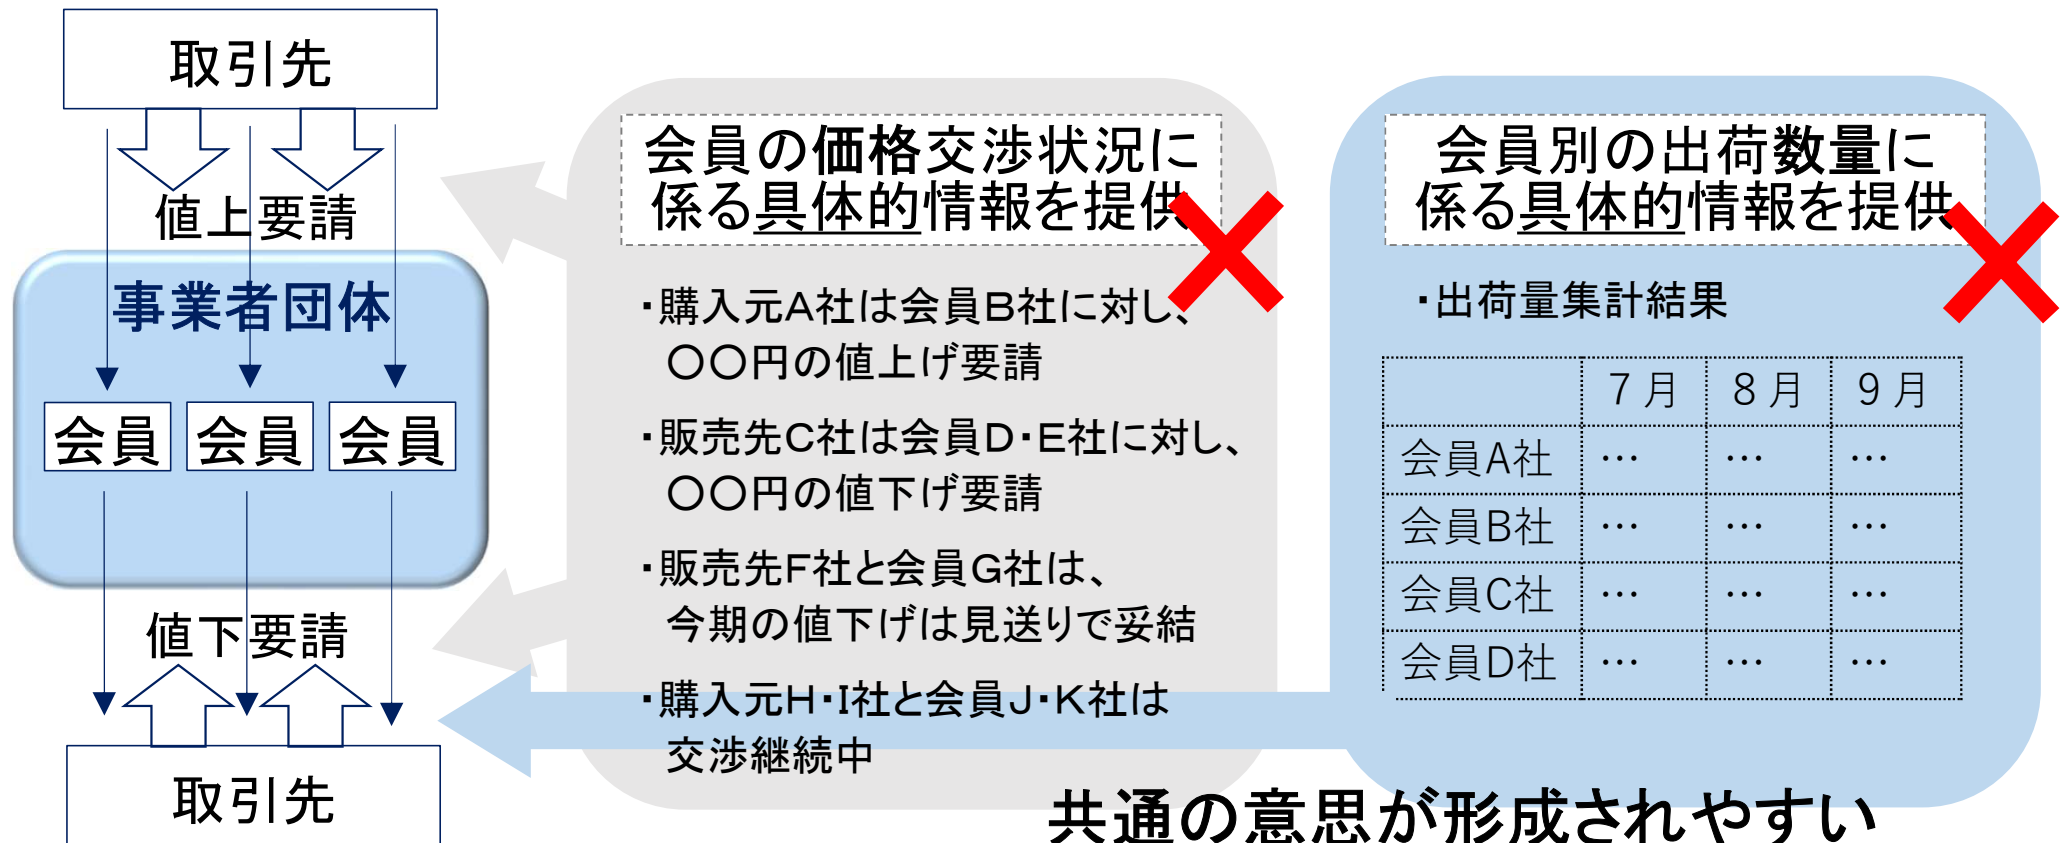 取引先
値上要請
事業者団体
会員 会員 会員
値下要請
取引先
会員の価格交渉状況に
係る具体的情報を提供
・購入元A社は会員B社に対し、
〇〇円の値上げ要請
・販売先C社は会員D・E社に対し、
〇〇円の値下げ要請
・販売先F社と会員G社は、
今期の値下げは見送りで妥結
・購入元H・I社と会員J・K社は
交渉継続中
会員別の出荷数量に
係る具体的情報を提供
・出荷量集計結果
７月 ８月 ９月
会員A社 … … …
会員B社 … … …
会員C社 … … …
会員D社 … … …
共通の意思が形成されやすい